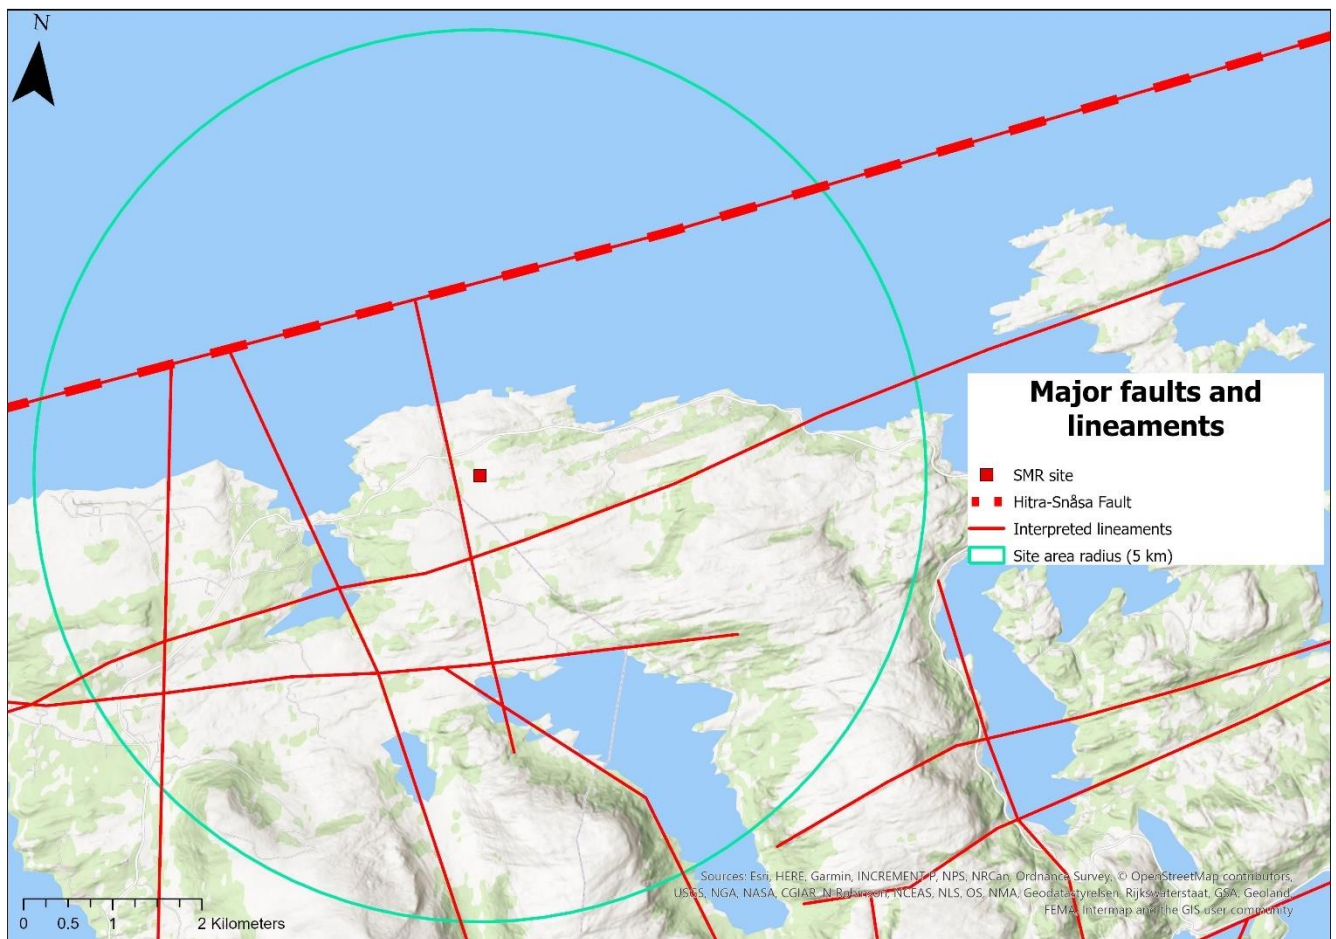 N
Major faults and
lineaments
SMR site
Hitra-Snåsa Fault
Interpreted lineaments
Site area radius (5 km)
Sources: Esri, HERE, Garmin, INCREMENT P, NPS, NRCan, Ordnance Survey, © OpenStreetMap contributors,
USGS, NGA, NASA, CGIAR, N Robinson, NCEAS, NLS, OS, NMA, Geodatastyrelsen, Rijkswaterstaat, GSA, Geoland,
FEMA, Intermap and the GIS user community
0 0.5 1 2 Kilometers